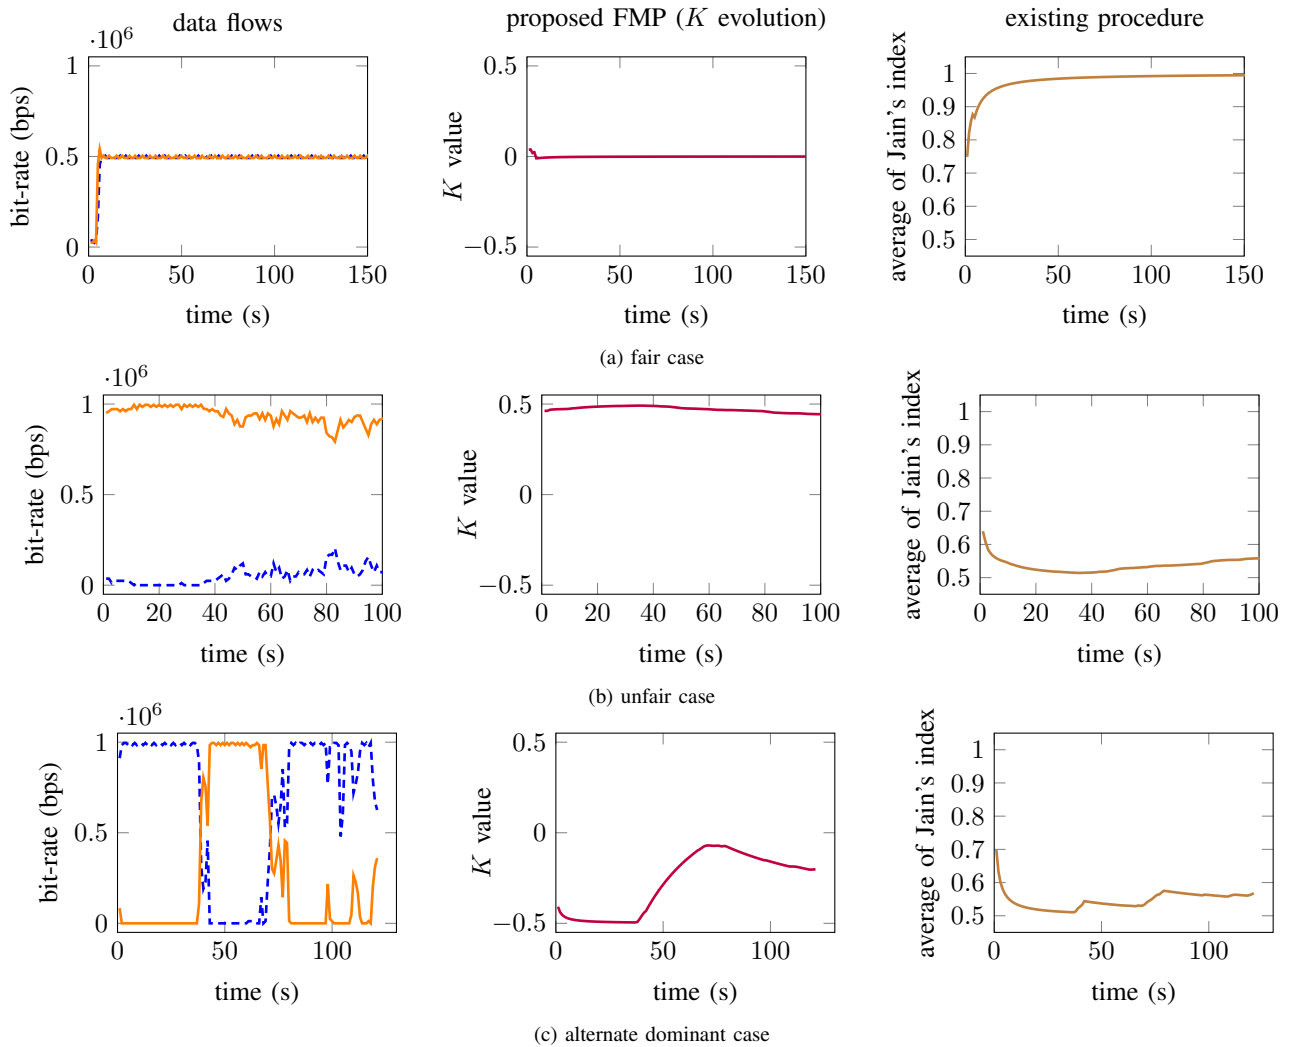 data flows
proposed FMP (K evolution)
existing procedure
·10⁶
1
0.5
0
bit-rate (bps)
0 50 100 150
time (s)
0.5
0
−0.5
K value
0 50 100 150
time (s)
1
0.9
0.8
0.7
0.6
0.5
average of Jain's index
0 50 100 150
time (s)
(a) fair case
·10⁶
1
0.5
0
bit-rate (bps)
0 20 40 60 80 100
time (s)
0.5
0
−0.5
K value
0 20 40 60 80 100
time (s)
1
0.9
0.8
0.7
0.6
0.5
average of Jain's index
0 20 40 60 80 100
time (s)
(b) unfair case
·10⁶
1
0.5
0
bit-rate (bps)
0 50 100
time (s)
0.5
0
−0.5
K value
0 50 100
time (s)
1
0.9
0.8
0.7
0.6
0.5
average of Jain's index
0 50 100
time (s)
(c) alternate dominant case